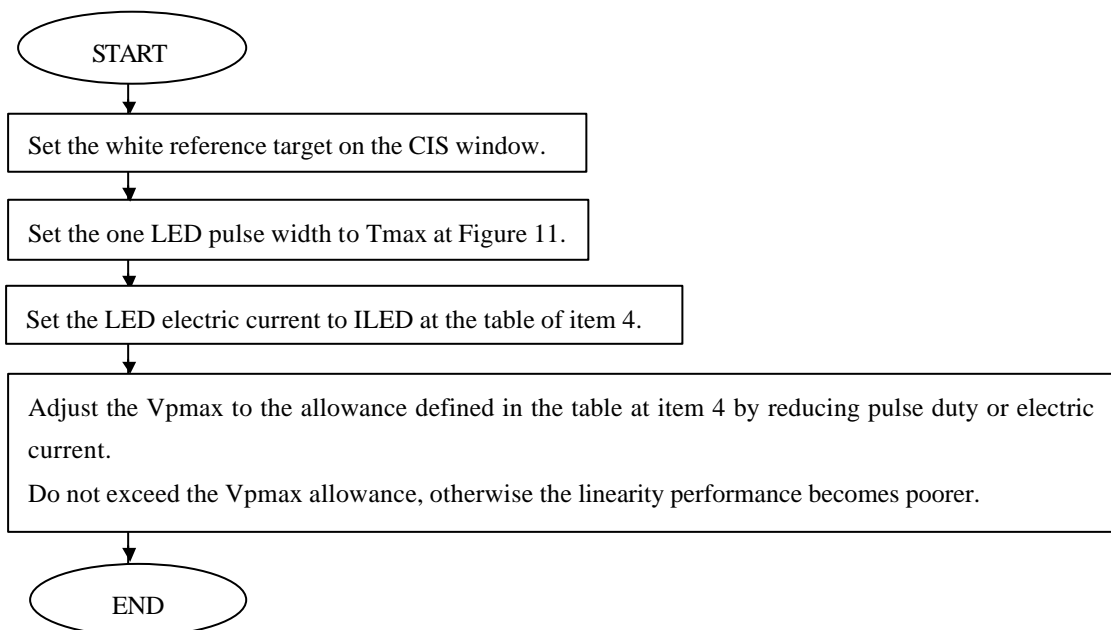 START
Set the white reference target on the CIS window.
Set the one LED pulse width to Tmax at Figure 11.
Set the LED electric current to ILED at the table of item 4.
Adjust the Vpmax to the allowance defined in the table at item 4 by reducing pulse duty or electric
current.
Do not exceed the Vpmax allowance, otherwise the linearity performance becomes poorer.
END